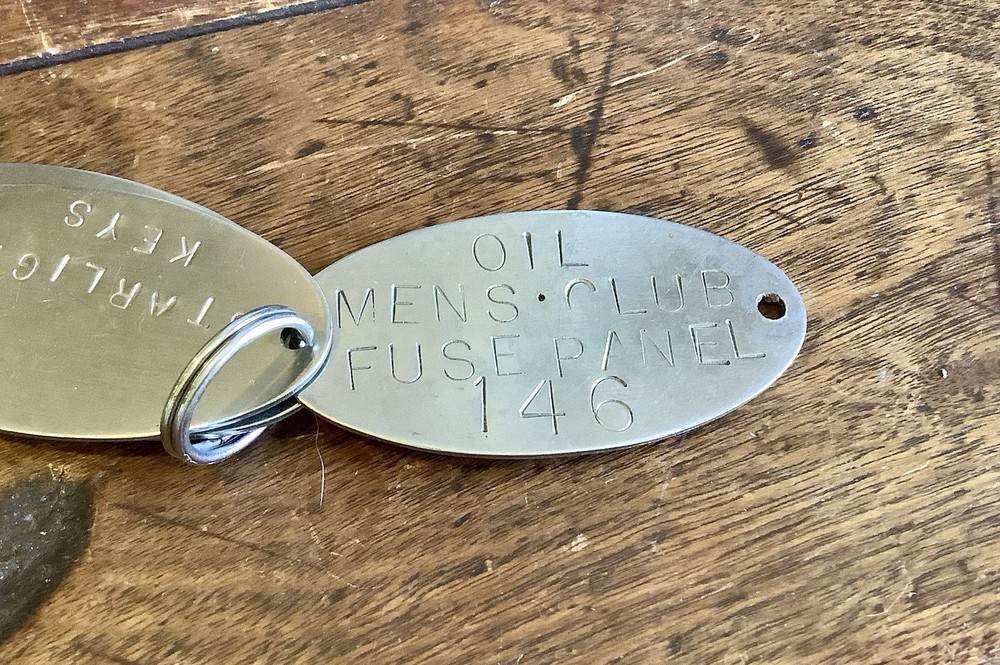 OIL
MENS·CLUB
FUSE PANEL
146
KEYS